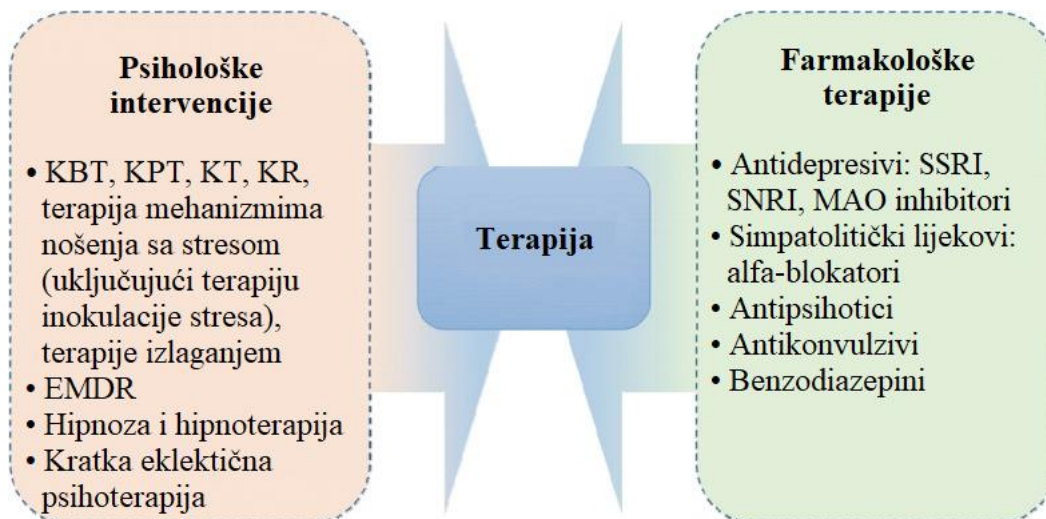 Psihološke
intervencije
• KBT, KPT, KT, KR,
terapija mehanizmima
nošenja sa stresom
(uključujući terapiju
inokulacije stresa),
terapije izlaganjem
• EMDR
• Hipnoza i hipnoterapija
• Kratka eklektična
psihoterapija
Terapija
Farmakološke
terapije
• Antidepresivi: SSRI,
SNRI, MAO inhibitori
• Simpatolitički lijekovi:
alfa-blokatori
• Antipsihotici
• Antikonvulzivi
• Benzodiazepini